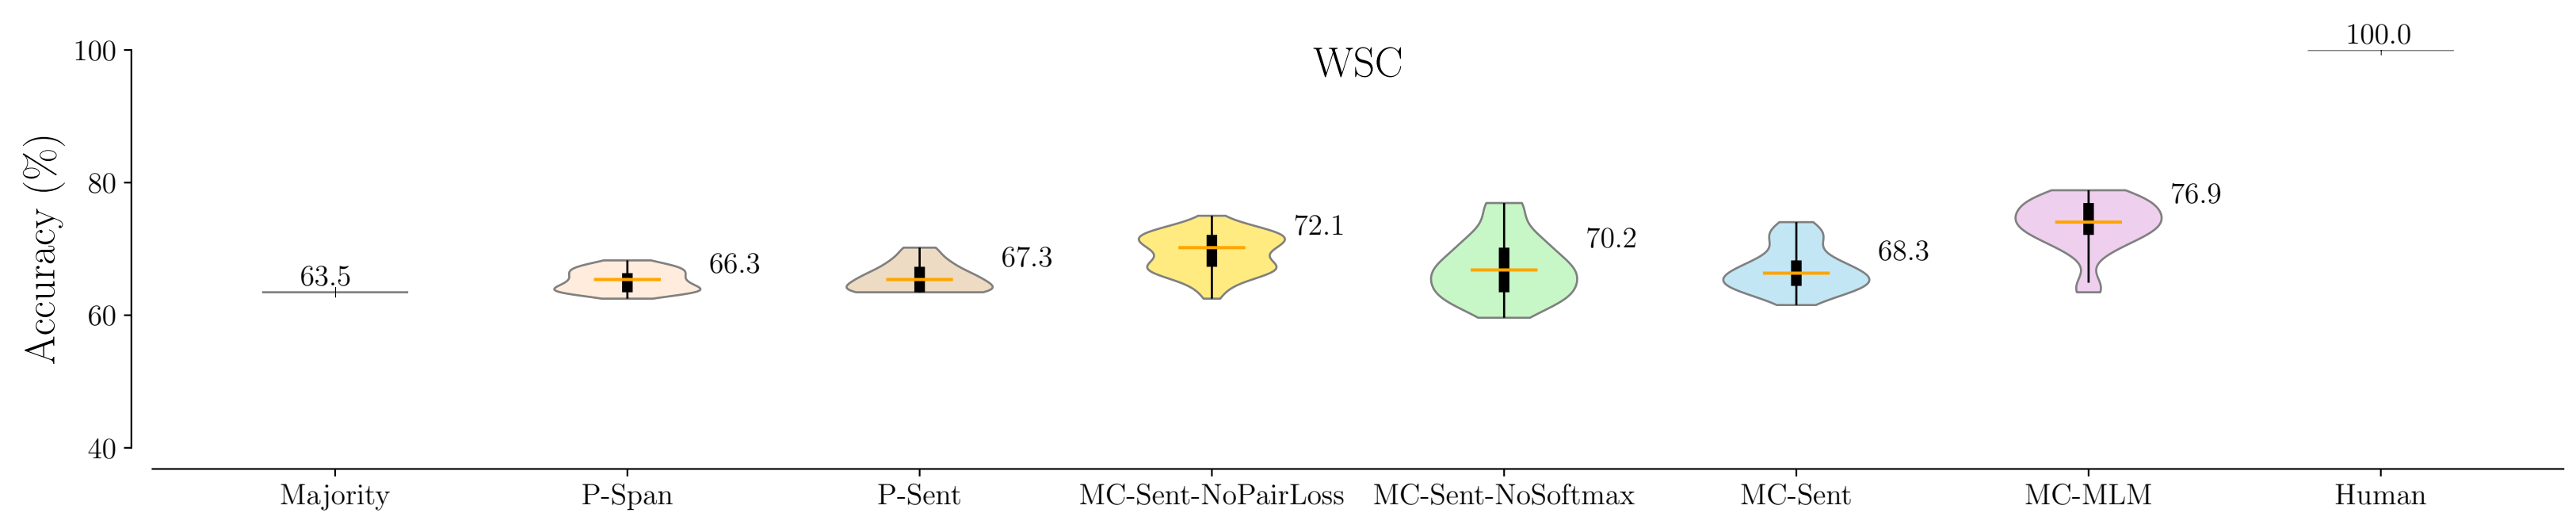 WSC
Accuracy (%)
100
80
60
40
63.5
66.3
67.3
72.1
70.2
68.3
76.9
100.0
Majority
P-Span
P-Sent
MC-Sent-NoPairLoss
MC-Sent-NoSoftmax
MC-Sent
MC-MLM
Human